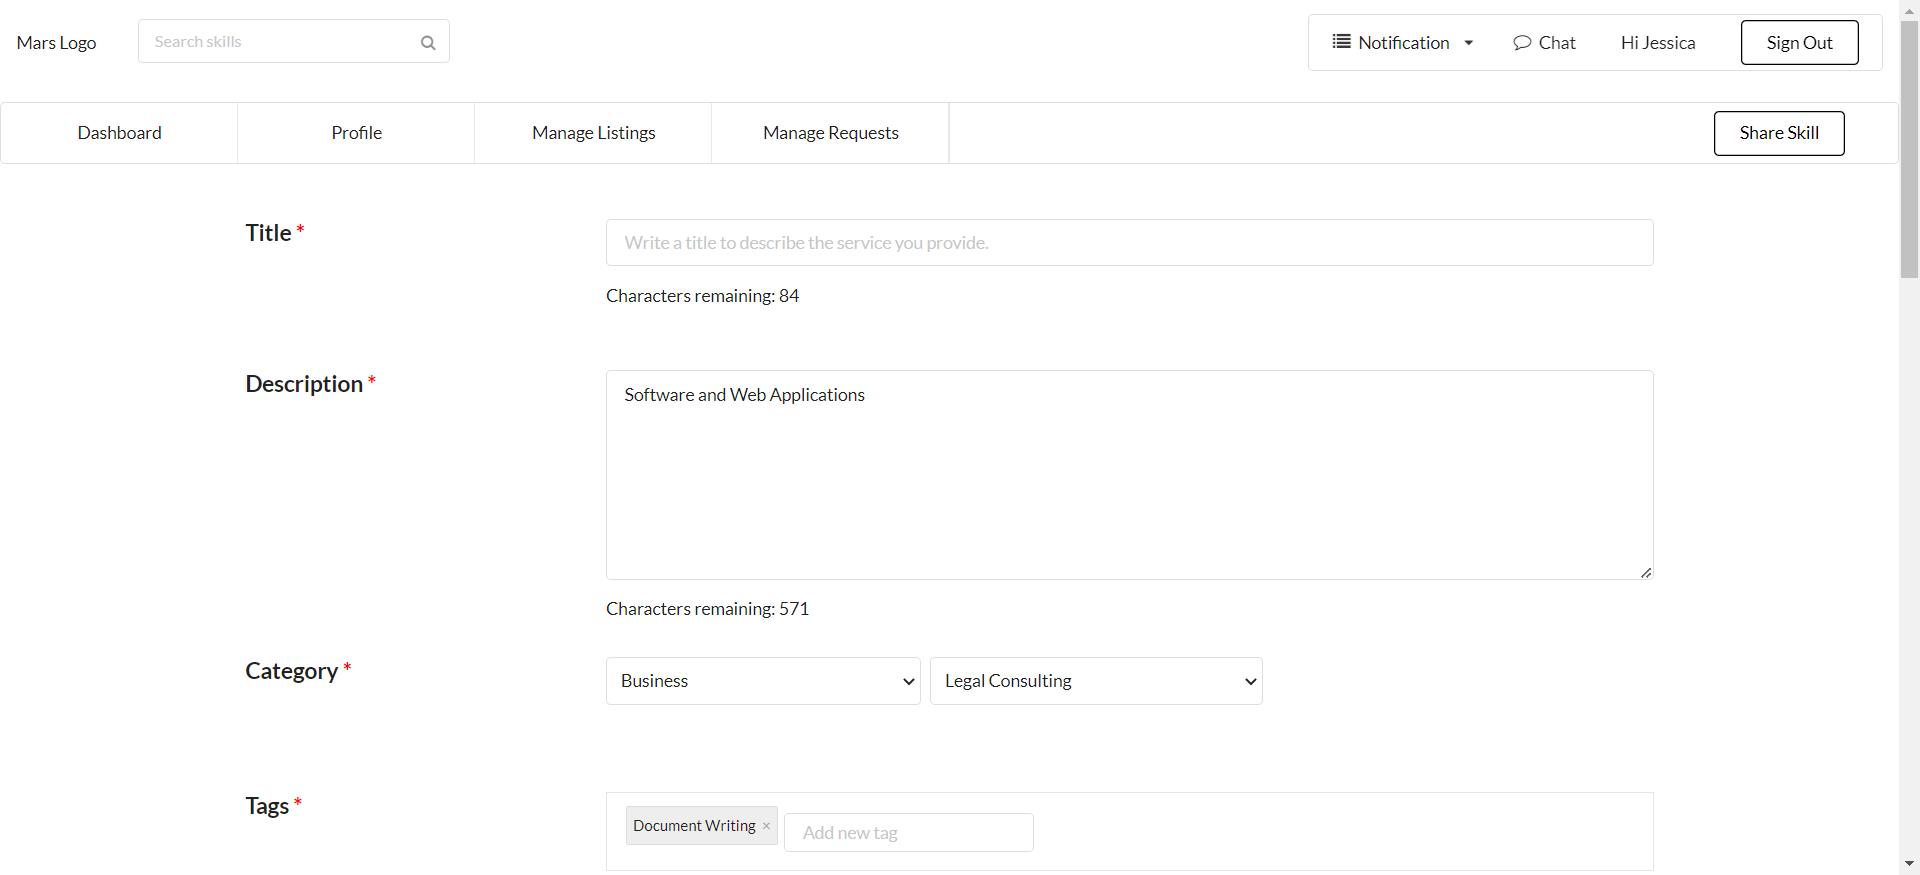 Mars Logo
Search skills
Notification
Chat
Hi Jessica
Sign Out
Dashboard
Profile
Manage Listings
Manage Requests
Share Skill
Title *
Write a title to describe the service you provide.
Characters remaining: 84
Description *
Software and Web Applications
Characters remaining: 571
Category *
Business
Legal Consulting
Tags *
Document Writing ×
Add new tag